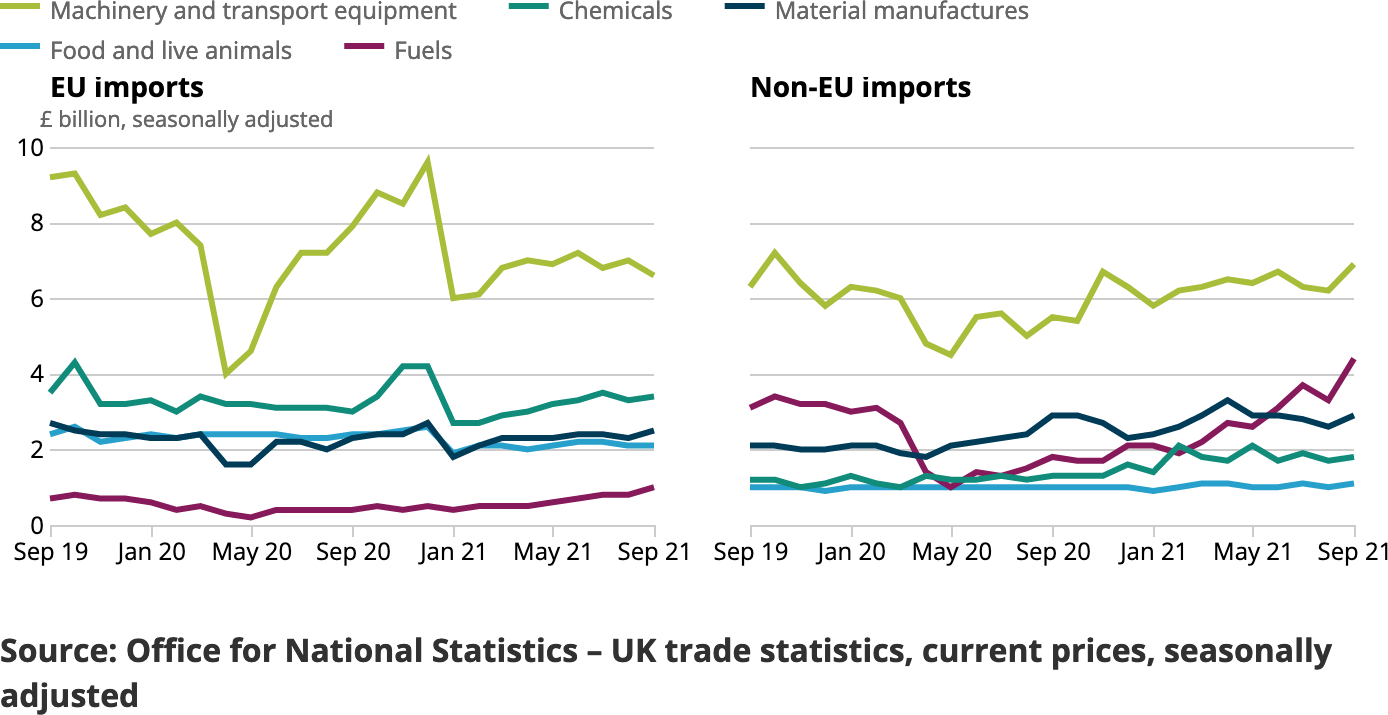 Machinery and transport equipment Chemicals Material manufactures
Food and live animals Fuels
EU imports
£ billion, seasonally adjusted
10
8
6
4
2
0
Sep 19 Jan 20 May 20 Sep 20 Jan 21 May 21 Sep 21
Non-EU imports
Sep 19 Jan 20 May 20 Sep 20 Jan 21 May 21 Sep 21
Source: Office for National Statistics – UK trade statistics, current prices, seasonally
adjusted